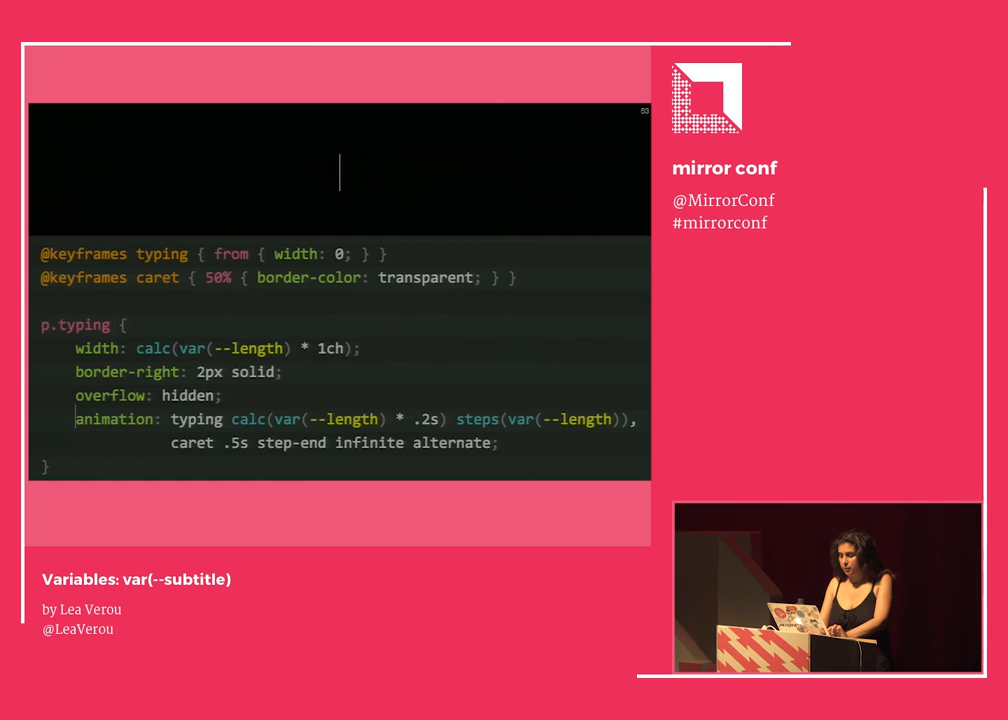 53
@keyframes typing { from { width: 0; } }
@keyframes caret { 50% { border-color: transparent; } }
p.typing {
width: calc(var(--length) * 1ch);
border-right: 2px solid;
overflow: hidden;
animation: typing calc(var(--length) * .2s) steps(var(--length)),
caret .5s step-end infinite alternate;
}
Variables: var(--subtitle)
by Lea Verou
@LeaVerou
mirror conf
@MirrorConf
#mirrorconf